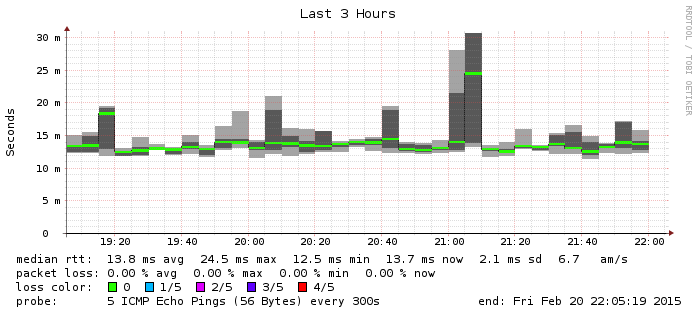 Last 3 Hours
RRDTOOL / TOBI OETIKER
Seconds
30 m
25 m
20 m
15 m
10 m
5 m
0
19:20 19:40 20:00 20:20 20:40 21:00 21:20 21:40 22:00
median rtt: 13.8 ms avg 24.5 ms max 12.5 ms min 13.7 ms now 2.1 ms sd 6.7 am/s
packet loss: 0.00 % avg 0.00 % max 0.00 % min 0.00 % now
loss color: 0 1/5 2/5 3/5 4/5
probe: 5 ICMP Echo Pings (56 Bytes) every 300s end: Fri Feb 20 22:05:19 2015